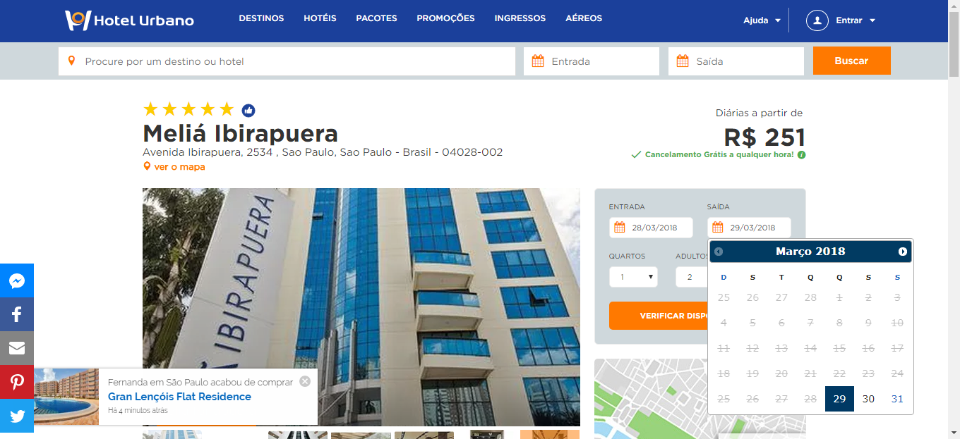 Hotel Urbano
DESTINOS HOTÉIS PACOTES PROMOÇÕES INGRESSOS AÉREOS
Ajuda Entrar
Procure por um destino ou hotel
Entrada
Saída
Buscar
Meliá Ibirapuera
Avenida Ibirapuera, 2534 , Sao Paulo, Sao Paulo - Brasil - 04028-002
ver o mapa
Diárias a partir de
R$ 251
Cancelamento Grátis a qualquer hora!
IBIRAPUERA
IBIRAPUERA
ENTRADA SAÍDA
28/03/2018 29/03/2018
QUARTOS ADULTO
1 2
VERIFICAR DISP
Março 2018
D S T Q Q S S
25 26 27 28 1 2 3
4 5 6 7 8 9 10
11 12 13 14 15 16 17
18 19 20 21 22 23 24
25 26 27 28 29 30 31
Fernanda em São Paulo acabou de comprar
Gran Lençóis Flat Residence
Há 4 minutos atrás